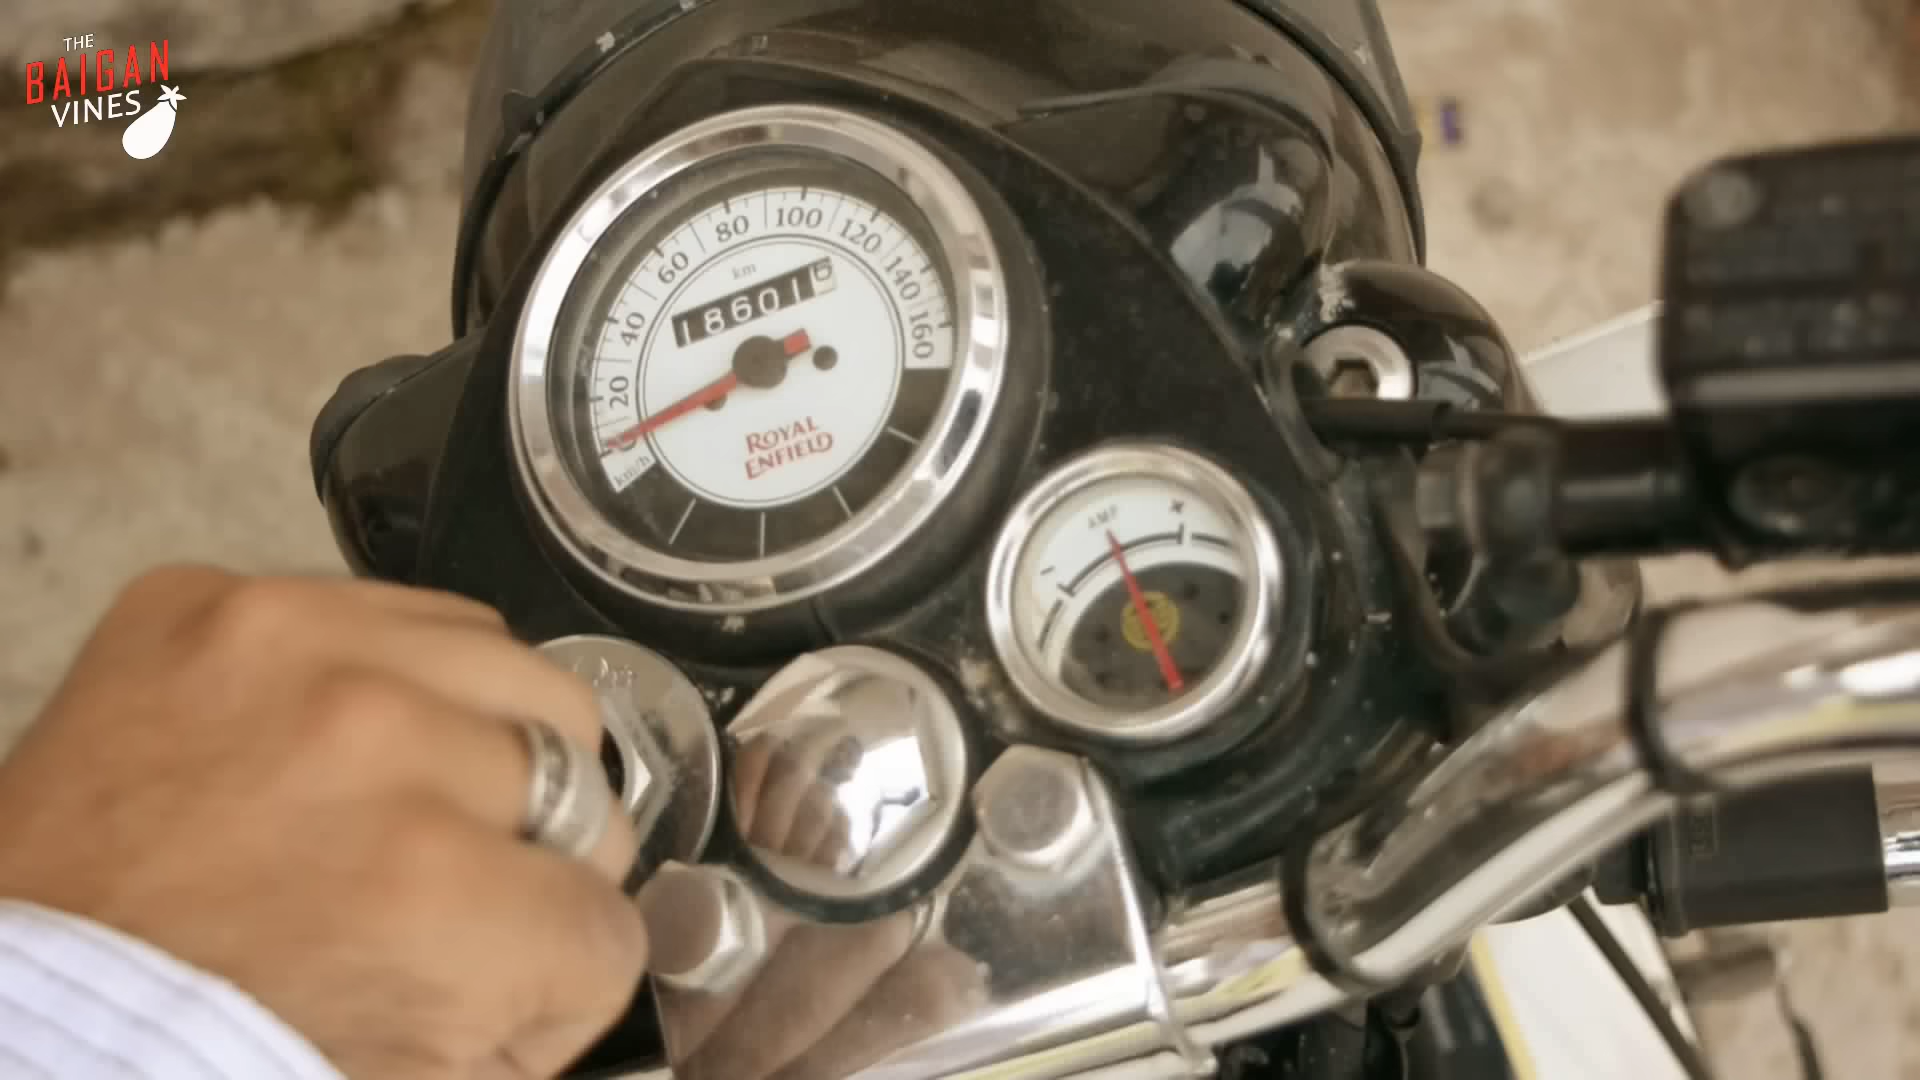 THE
BAIGAN
VINES
80
100
120
60
140
km
40
160
18601
20
ROYAL
ENFIELD
km/h
AMP
+
-